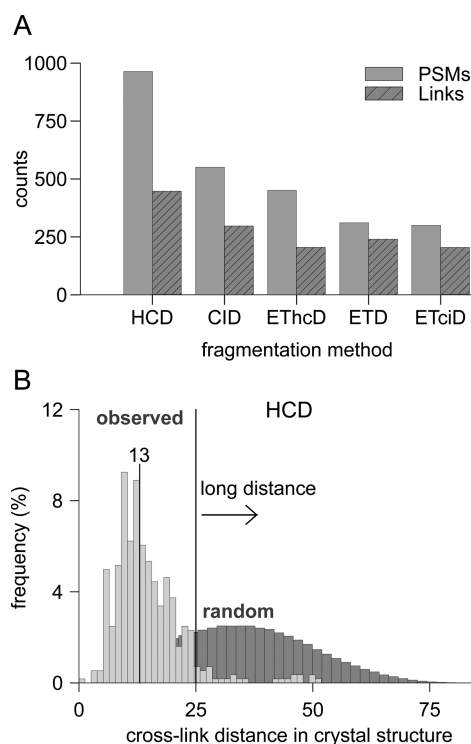 A
1000
750
500
250
0
counts
PSMs
Links
HCD
CID
EThcD
ETD
ETciD
fragmentation method
B
HCD
12
8
4
0
frequency (%)
observed
13
long distance
random
0
25
50
75
cross-link distance in crystal structure